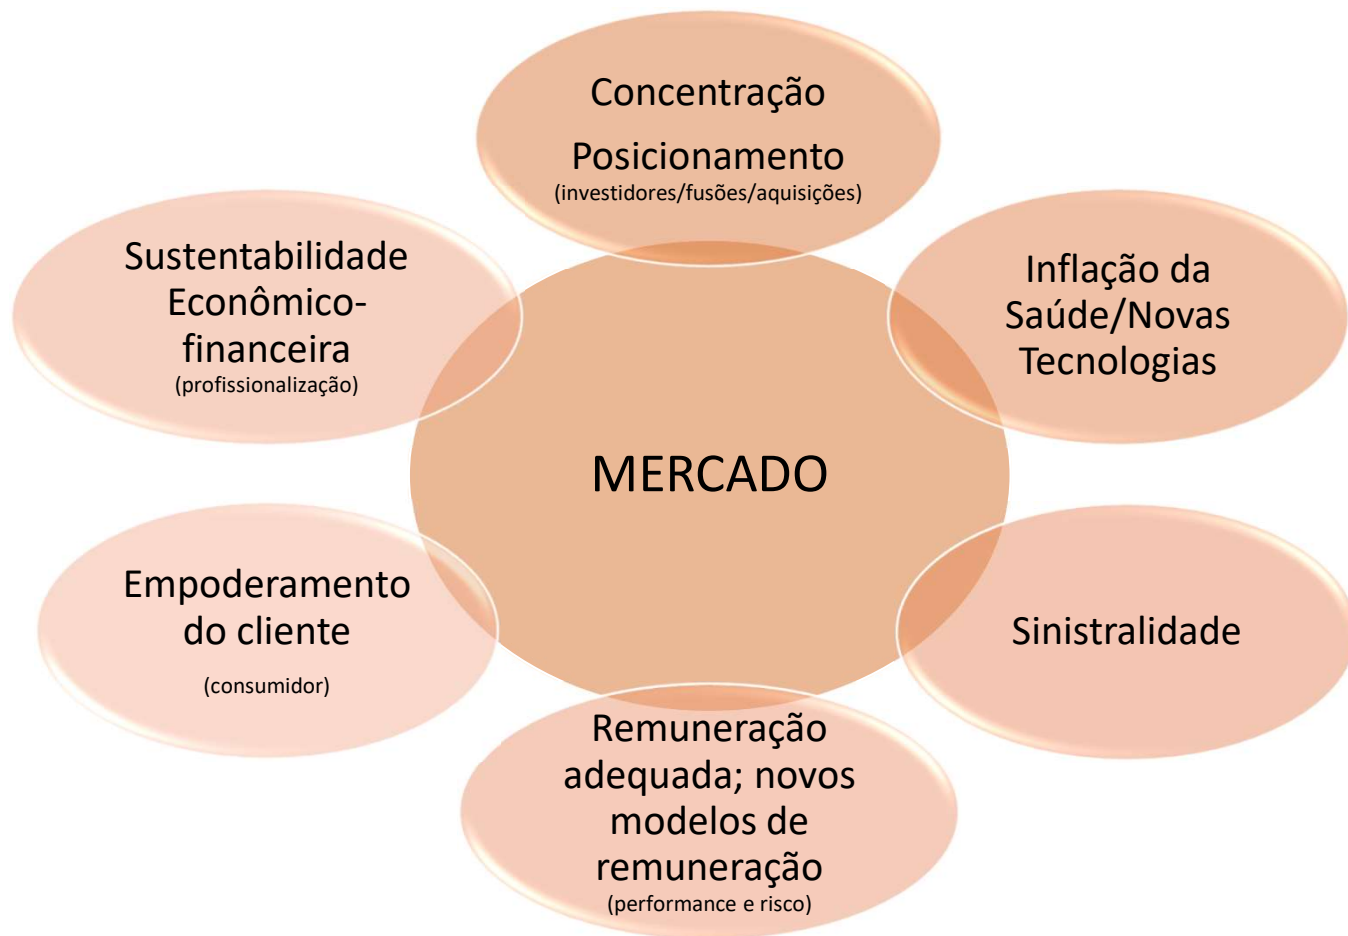 Concentração
Posicionamento
(investidores/fusões/aquisições)
Sustentabilidade
Econômico-
financeira
(profissionalização)
Inflação da
Saúde/Novas
Tecnologias
MERCADO
Empoderamento
do cliente
(consumidor)
Sinistralidade
Remuneração
adequada; novos
modelos de
remuneração
(performance e risco)